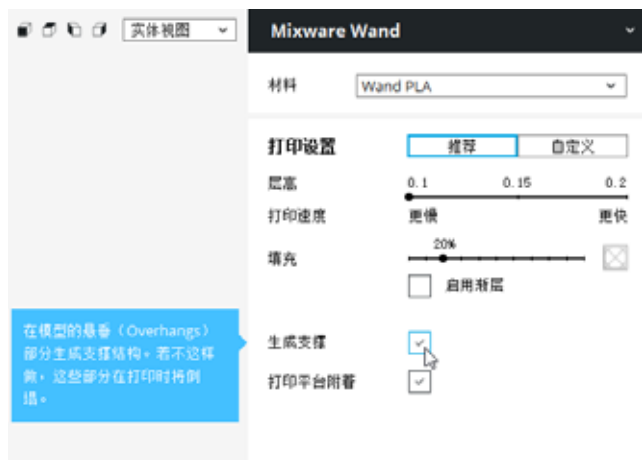 实体视图
Mixware Wand
材料
Wand PLA
打印设置
推荐
自定义
层高
0.1 0.15 0.2
打印速度
更慢
更快
20%
填充
启用渐层
在模型的悬垂（Overhangs）
部分生成支撑结构。若不这样
做，这些部分在打印时将倒
塌。
生成支撑
打印平台附着